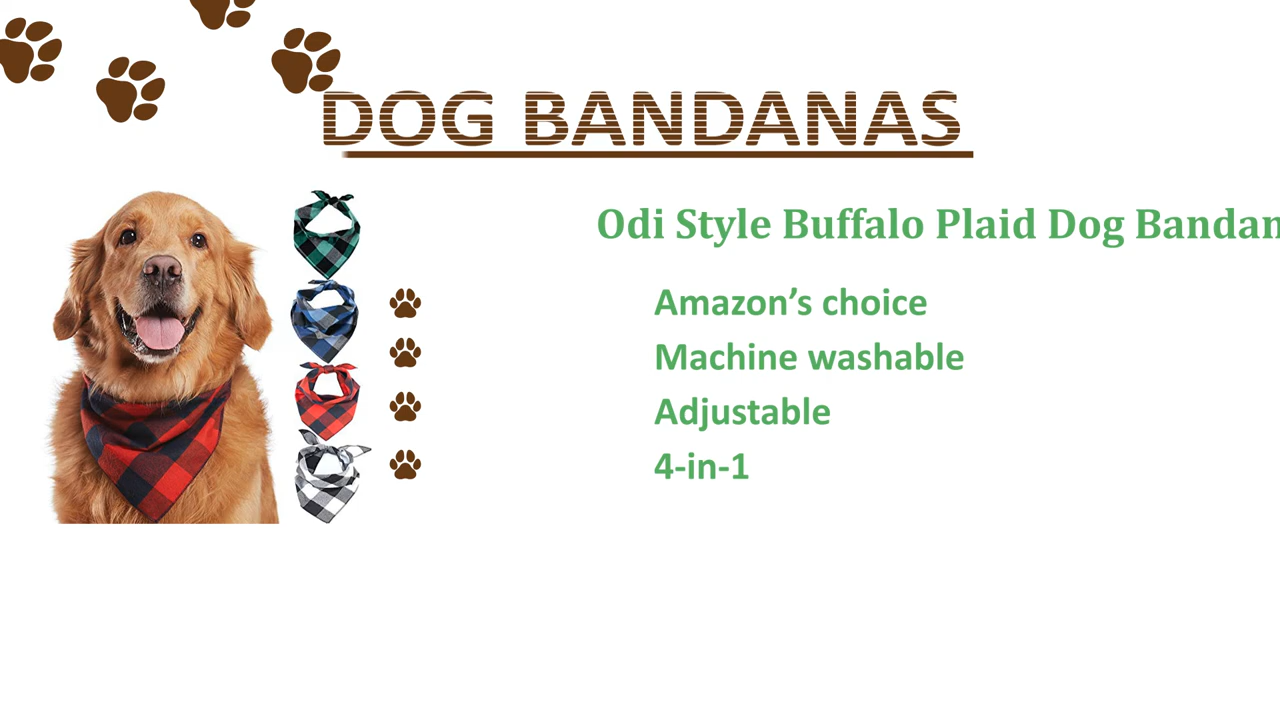 DOG BANDANAS
Odi Style Buffalo Plaid Dog Bandan
Amazon’s choice
Machine washable
Adjustable
4-in-1